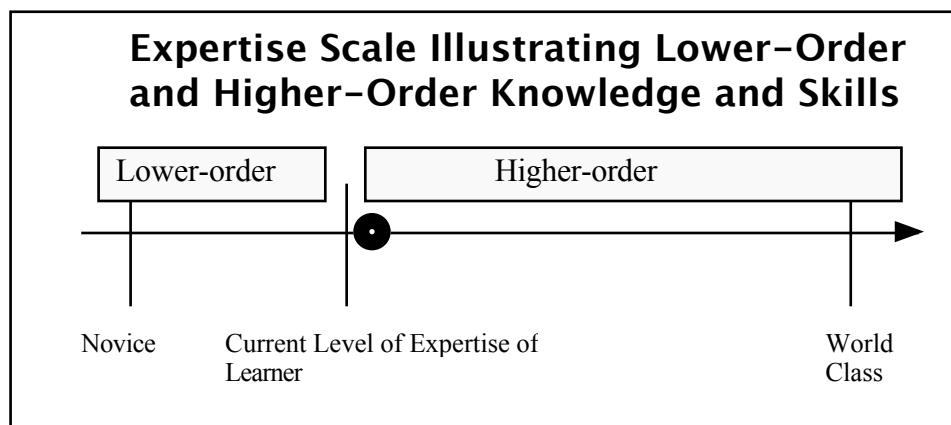 Expertise Scale Illustrating Lower–Order
and Higher–Order Knowledge and Skills
Lower-order
Higher-order
Novice
Current Level of Expertise of
Learner
World
Class